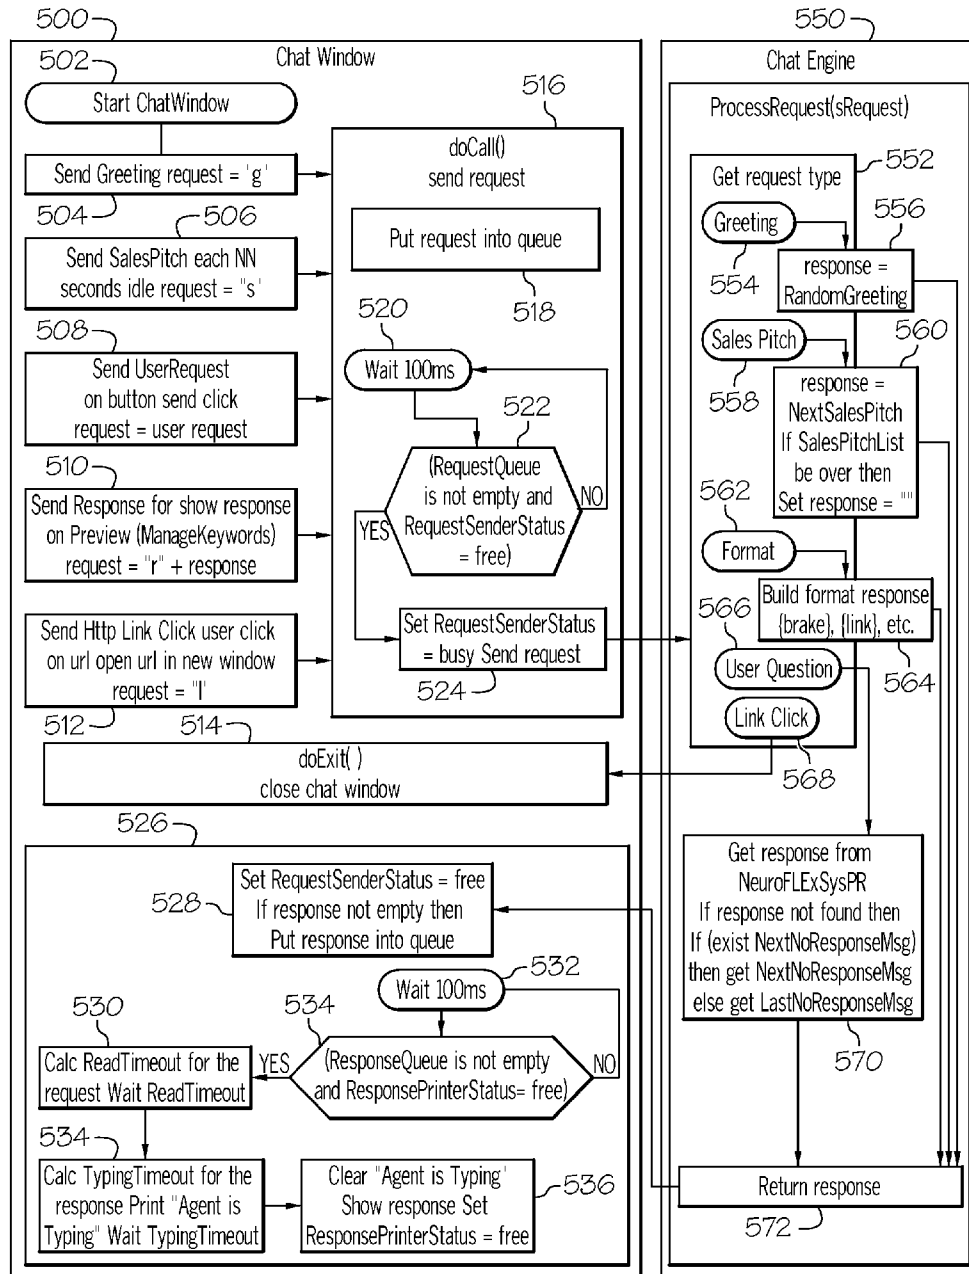 500
Chat Window
502
Start ChatWindow
Send Greeting request = 'g'
504
506
Send SalesPitch each NN
seconds idle request = "s'
508
Send UserRequest
on button send click
request = user request
510
Send Response for show response
on Preview (ManageKeywords)
request = "r" + response
Send Http Link Click user click
on url open url in new window
request = "l'
512
514
doExit( )
close chat window
516
doCall()
send request
Put request into queue
518
520
Wait 100ms
522
(RequestQueue
is not empty and
RequestSenderStatus
= free)
YES
NO
Set RequestSenderStatus
= busy Send request
524
526
528
Set RequestSenderStatus = free
If response not empty then
Put response into queue
532
Wait 100ms
534
(ResponseQueue is not empty
and ResponsePrinterStatus= free)
YES
NO
530
Calc ReadTimeout for the
request Wait ReadTimeout
534
Calc TypingTimeout for the
response Print "Agent is
Typing" Wait TypingTimeout
Clear "Agent is Typing'
Show response Set
ResponsePrinterStatus = free
536
550
Chat Engine
ProcessRequest(sRequest)
552
Get request type
Greeting
554
556
response =
RandomGreeting
Sales Pitch
558
560
response =
NextSalesPitch
If SalesPitchList
be over then
Set response = ""
562
Format
Build format response
{brake}, {link}, etc.
564
566
User Question
Link Click
568
Get response from
NeuroFLExSysPR
If response not found then
If (exist NextNoResponseMsg)
then get NextNoResponseMsg
else get LastNoResponseMsg
570
Return response
572